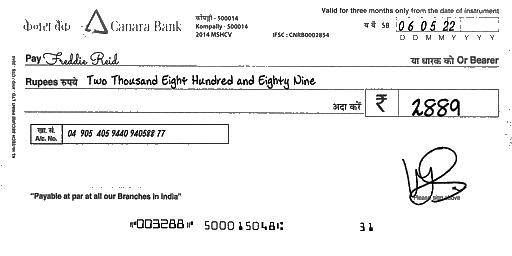 केनरा बैंक Canara Bank
कोंपल्ली - 500014
Kompally - 500014
2014 MSHCV
IFSC : CNRB0002854
Valid for three months only from the date of instrument
SB 06 05 22
D D M M Y Y Y Y
Pay Freddie Reid या धारक को Or Bearer
Rupees रुपये Two Thousand Eight Hundred and Eighty Nine
अदा करें ₹ 2889
खा. सं.
A/c. No. 04 905 405 9440 940588 77
Please sign above
"Payable at par at all our Branches in India"
⑈003288⑈ 500015048⑆ 31